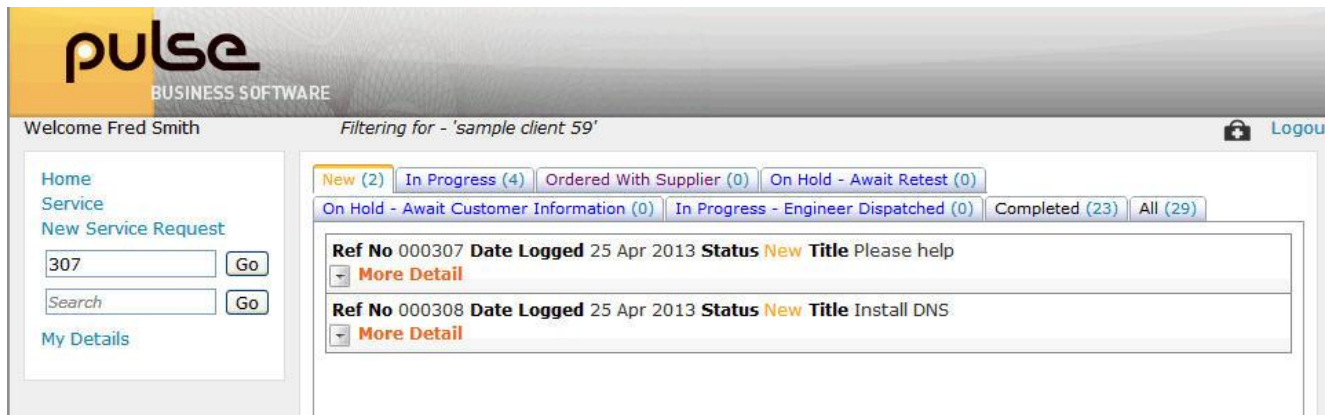 pulse
BUSINESS SOFTWARE
Welcome Fred Smith
Filtering for - 'sample client 59'
Logou
Home
Service
New Service Request
307 Go
Search Go
My Details
New (2) In Progress (4) Ordered With Supplier (0) On Hold - Await Retest (0)
On Hold - Await Customer Information (0) In Progress - Engineer Dispatched (0) Completed (23) All (29)
Ref No 000307 Date Logged 25 Apr 2013 Status New Title Please help
More Detail
Ref No 000308 Date Logged 25 Apr 2013 Status New Title Install DNS
More Detail